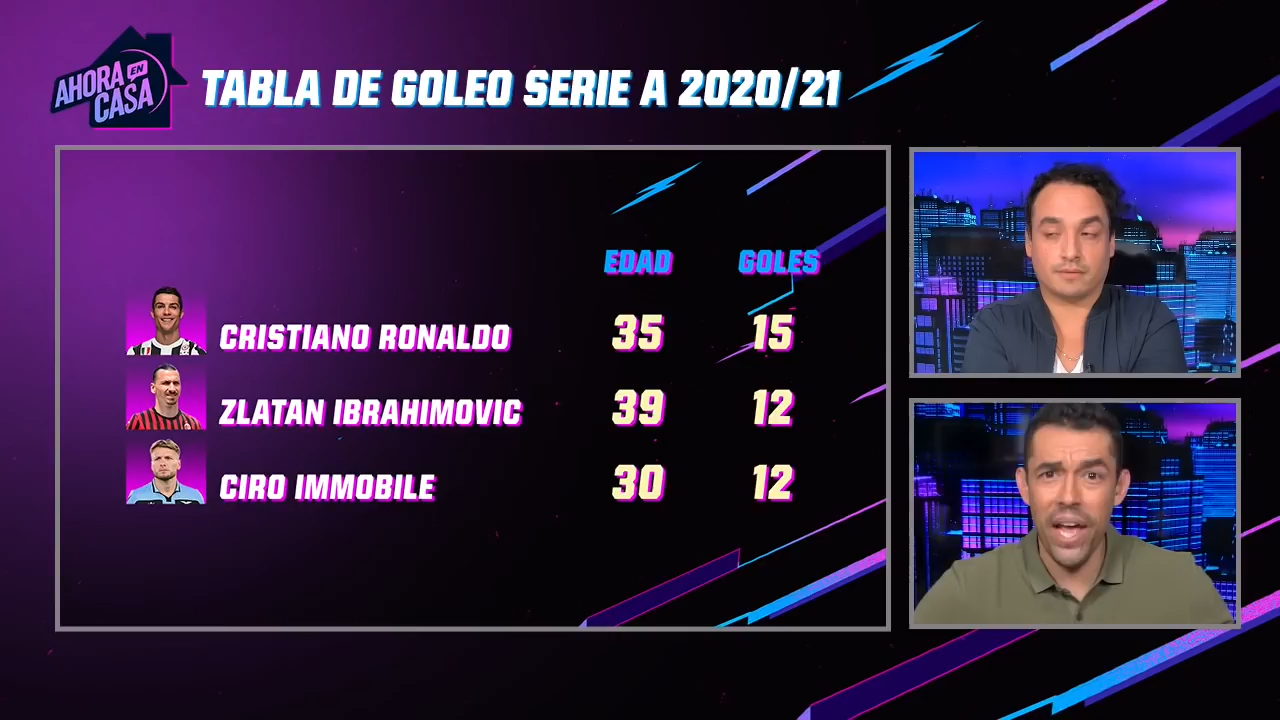 AHORA EN
CASA
TABLA DE GOLEO SERIE A 2020/21
EDAD GOLES
CRISTIANO RONALDO 35 15
ZLATAN IBRAHIMOVIC 39 12
CIRO IMMOBILE 30 12